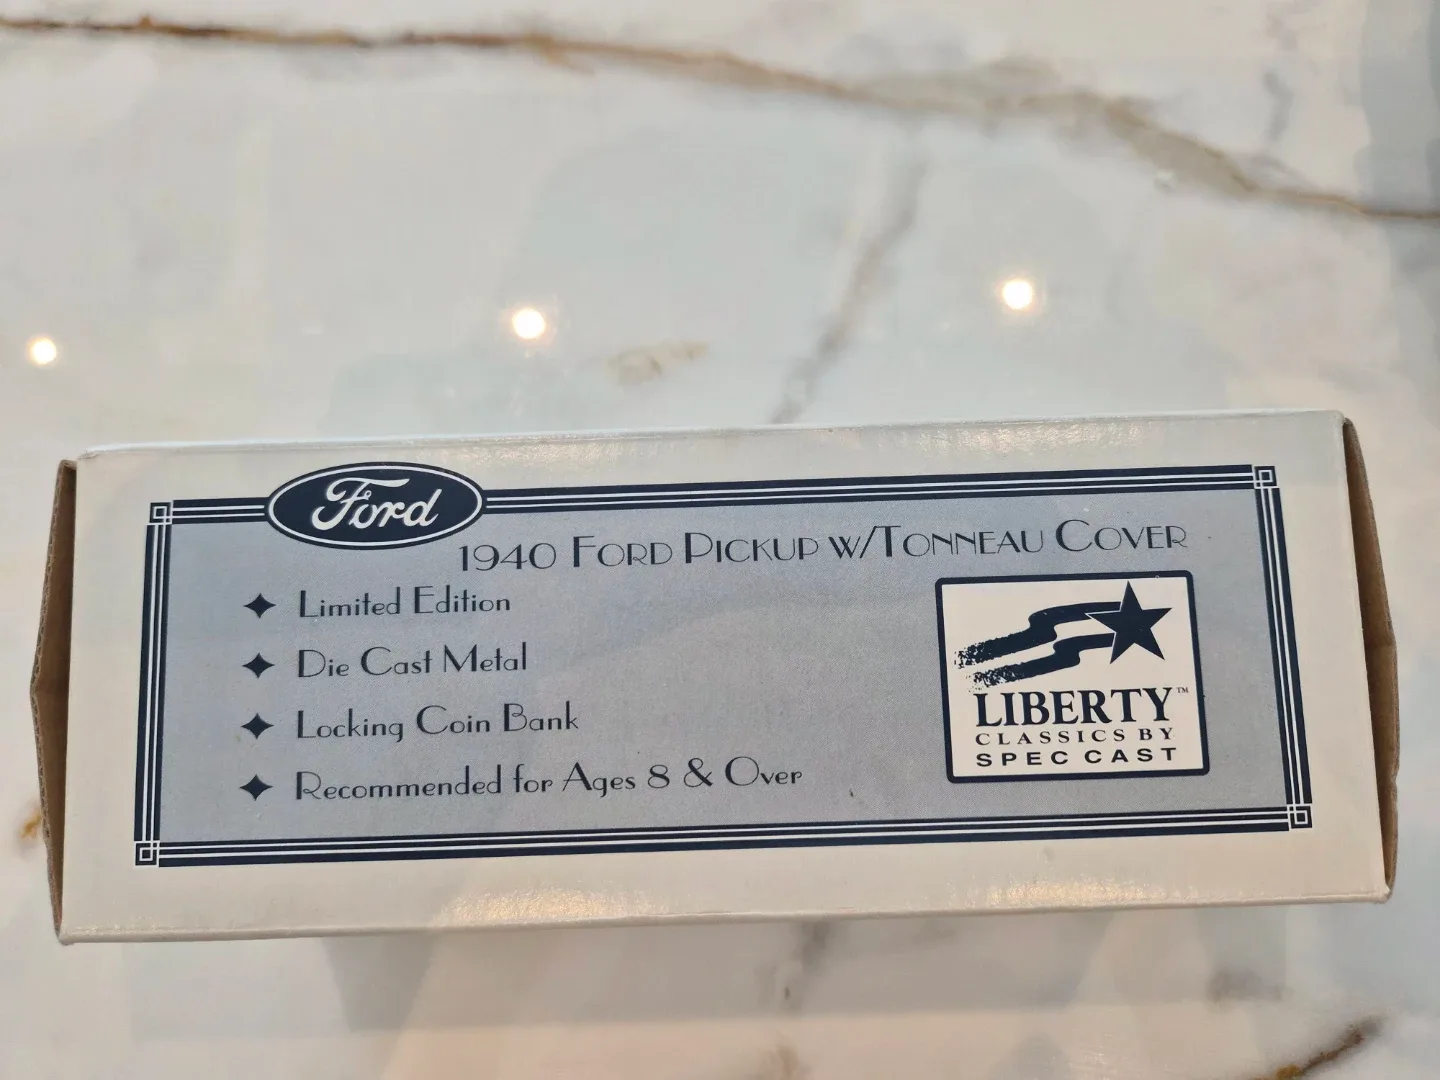 Ford
1940 FORD PICKUP W/TONNEAU COVER
Limited Edition
Die Cast Metal
Locking Coin Bank
Recommended for Ages 8 & Over
LIBERTY™
CLASSICS BY
SPEC CAST